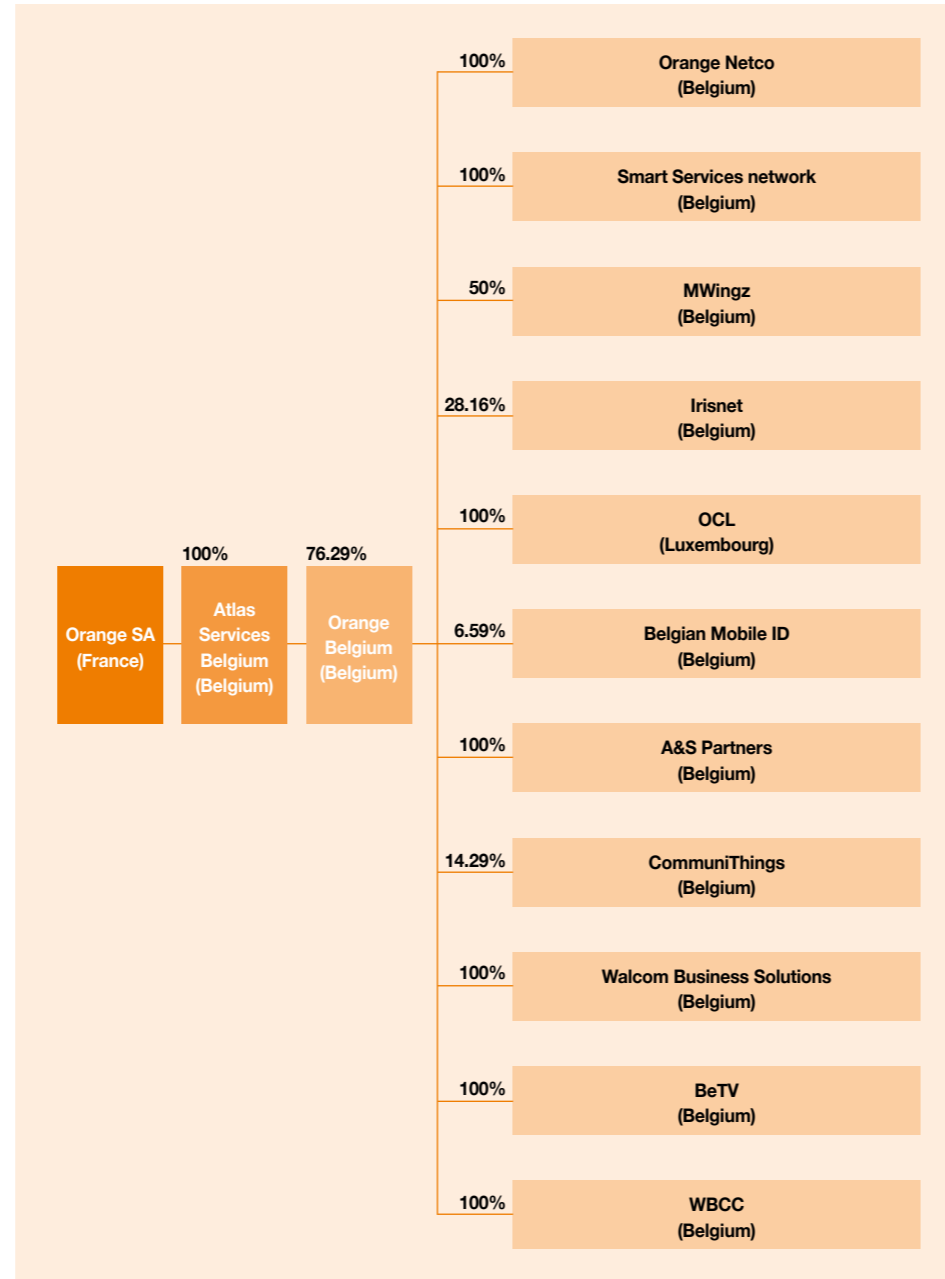 100%
Orange Netco
(Belgium)
100%
Smart Services network
(Belgium)
50%
MWingz
(Belgium)
28.16%
Irisnet
(Belgium)
100%
OCL
(Luxembourg)
100%
76.29%
Orange SA
(France)
Atlas
Services
Belgium
(Belgium)
Orange
Belgium
(Belgium)
6.59%
Belgian Mobile ID
(Belgium)
100%
A&S Partners
(Belgium)
14.29%
CommuniThings
(Belgium)
100%
Walcom Business Solutions
(Belgium)
100%
BeTV
(Belgium)
100%
WBCC
(Belgium)